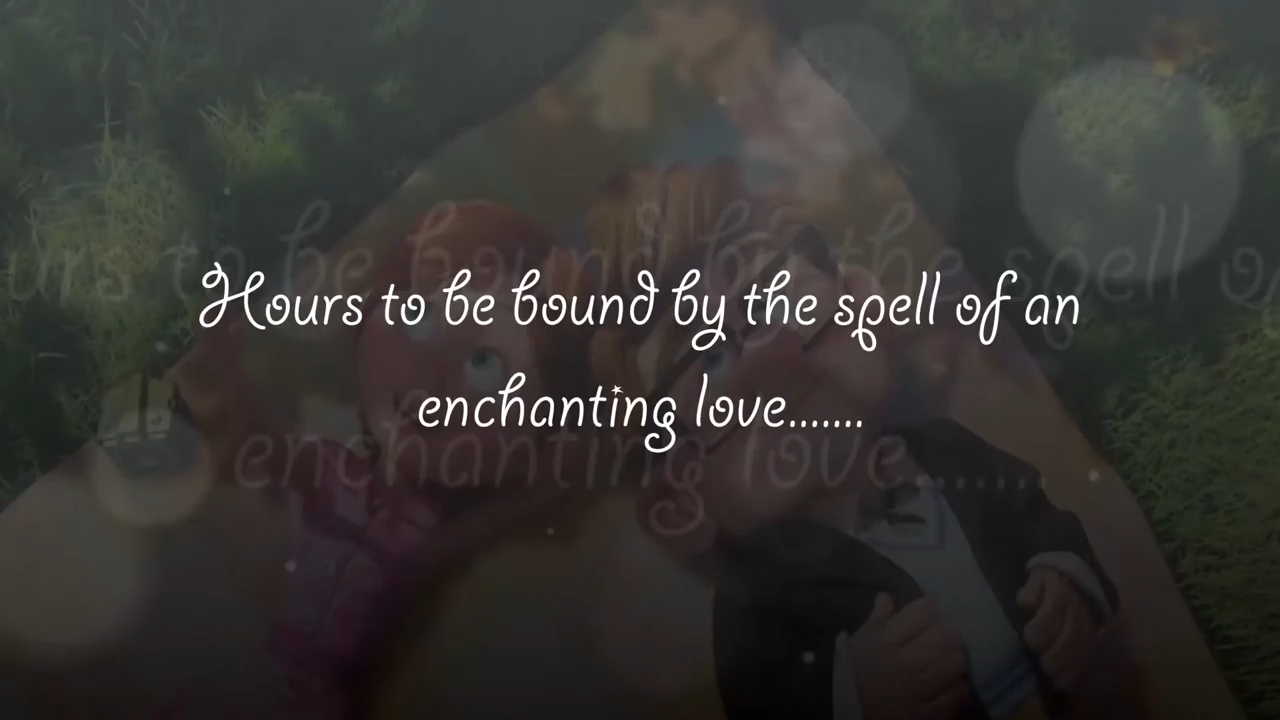 Hours to be bound by the spell of an
enchanting love.......